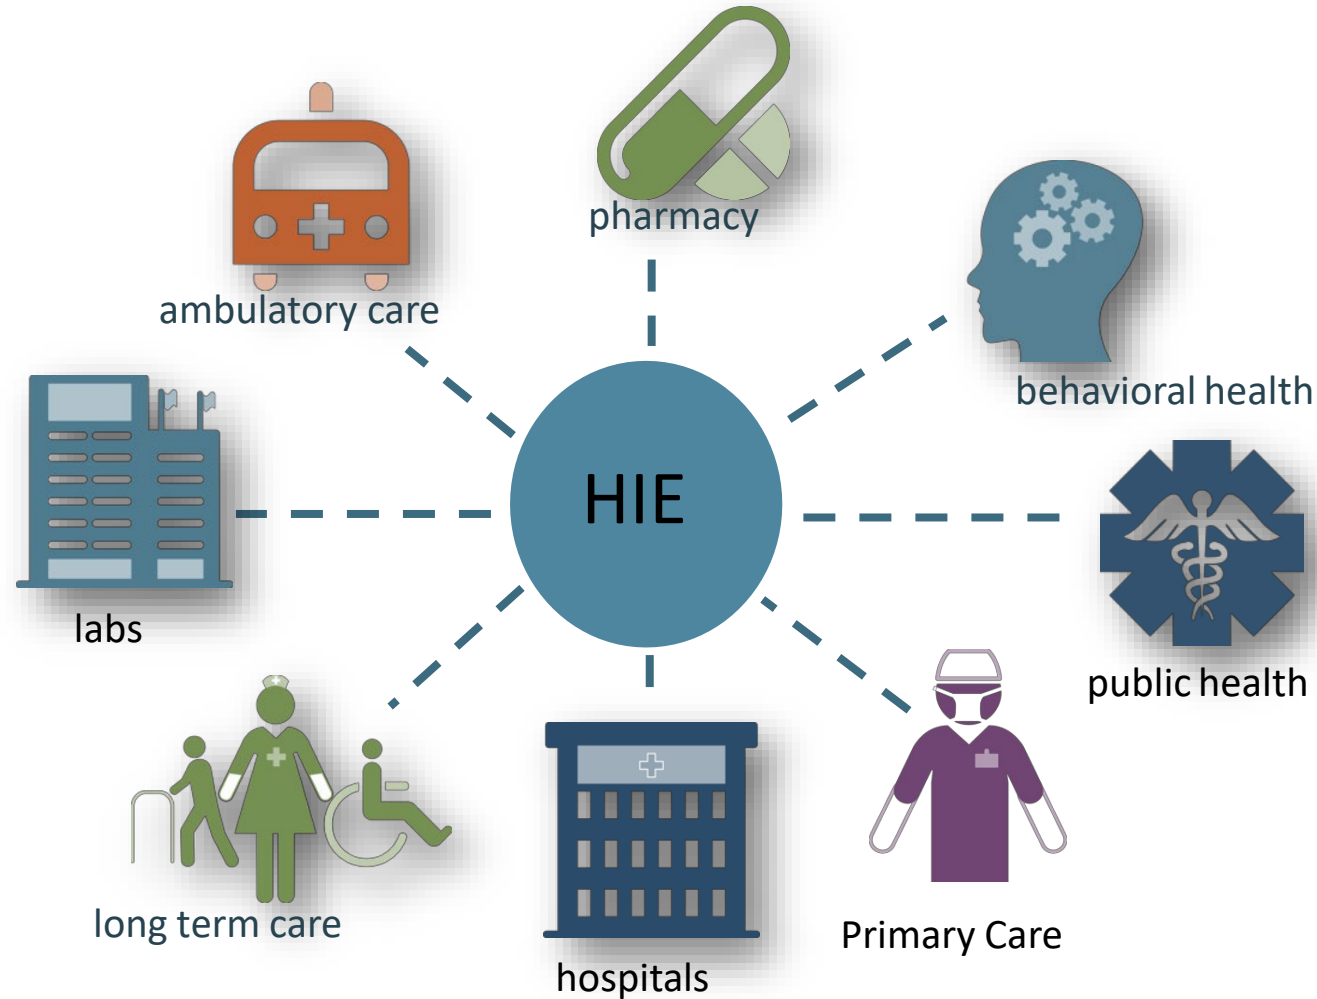 pharmacy
ambulatory care
behavioral health
HIE
labs
public health
long term care
Primary Care
hospitals